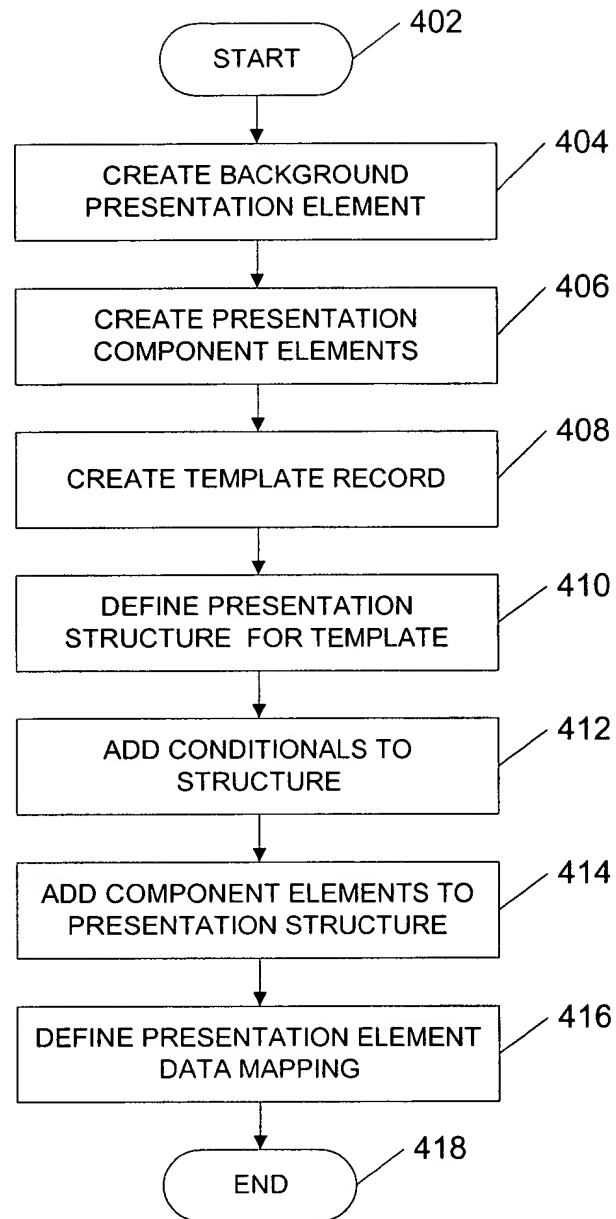 402
START
404
CREATE BACKGROUND
PRESENTATION ELEMENT
406
CREATE PRESENTATION
COMPONENT ELEMENTS
408
CREATE TEMPLATE RECORD
410
DEFINE PRESENTATION
STRUCTURE FOR TEMPLATE
412
ADD CONDITIONALS TO
STRUCTURE
414
ADD COMPONENT ELEMENTS TO
PRESENTATION STRUCTURE
416
DEFINE PRESENTATION ELEMENT
DATA MAPPING
418
END